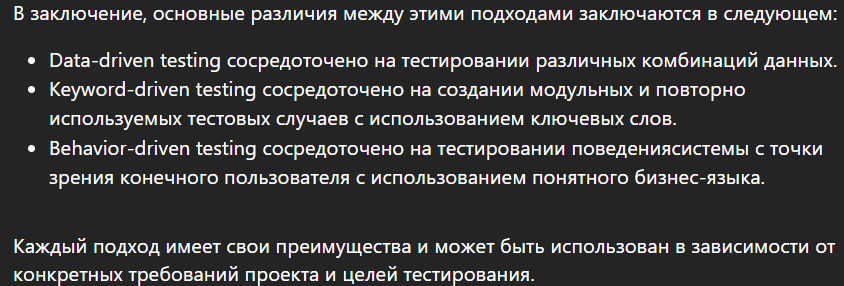 В заключение, основные различия между этими подходами заключаются в следующем:
• Data-driven testing сосредоточено на тестировании различных комбинаций данных.
• Keyword-driven testing сосредоточено на создании модульных и повторно
используемых тестовых случаев с использованием ключевых слов.
• Behavior-driven testing сосредоточено на тестировании поведениясистемы с точки
зрения конечного пользователя с использованием понятного бизнес-языка.
Каждый подход имеет свои преимущества и может быть использован в зависимости от
конкретных требований проекта и целей тестирования.